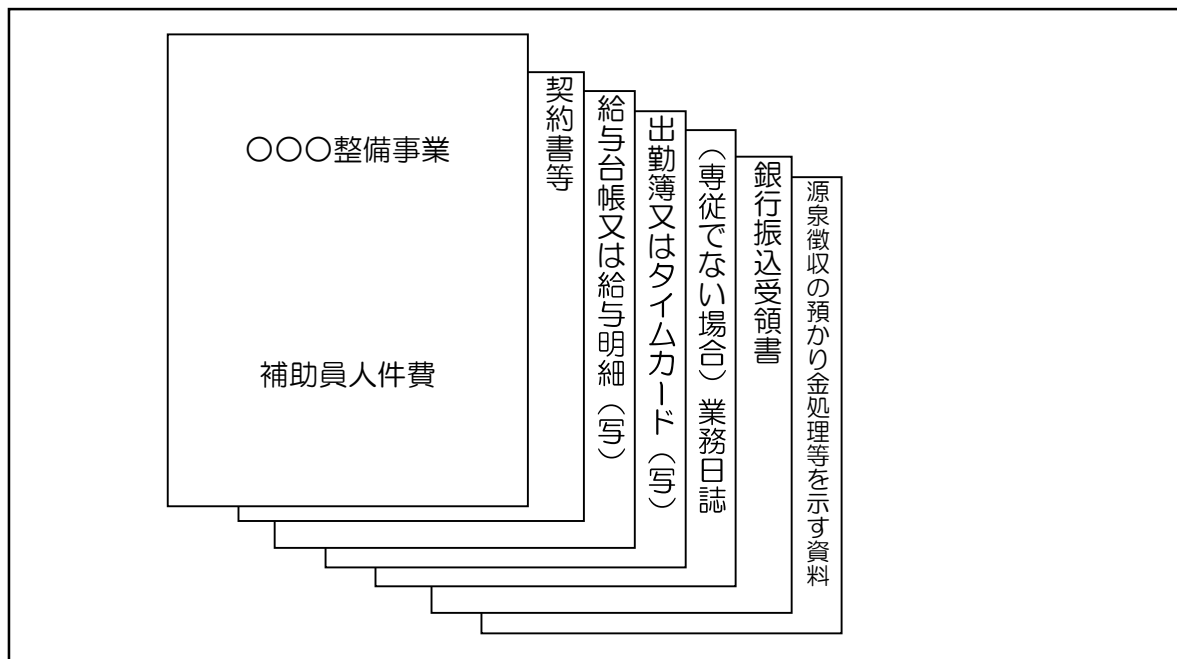 〇〇〇整備事業
補助員人件費
契約書等
給与台帳又は給与明細（写）
出勤簿又はタイムカード（写）
（専従でない場合）業務日誌
銀行振込受領書
源泉徴収の預かり金処理等を示す資料